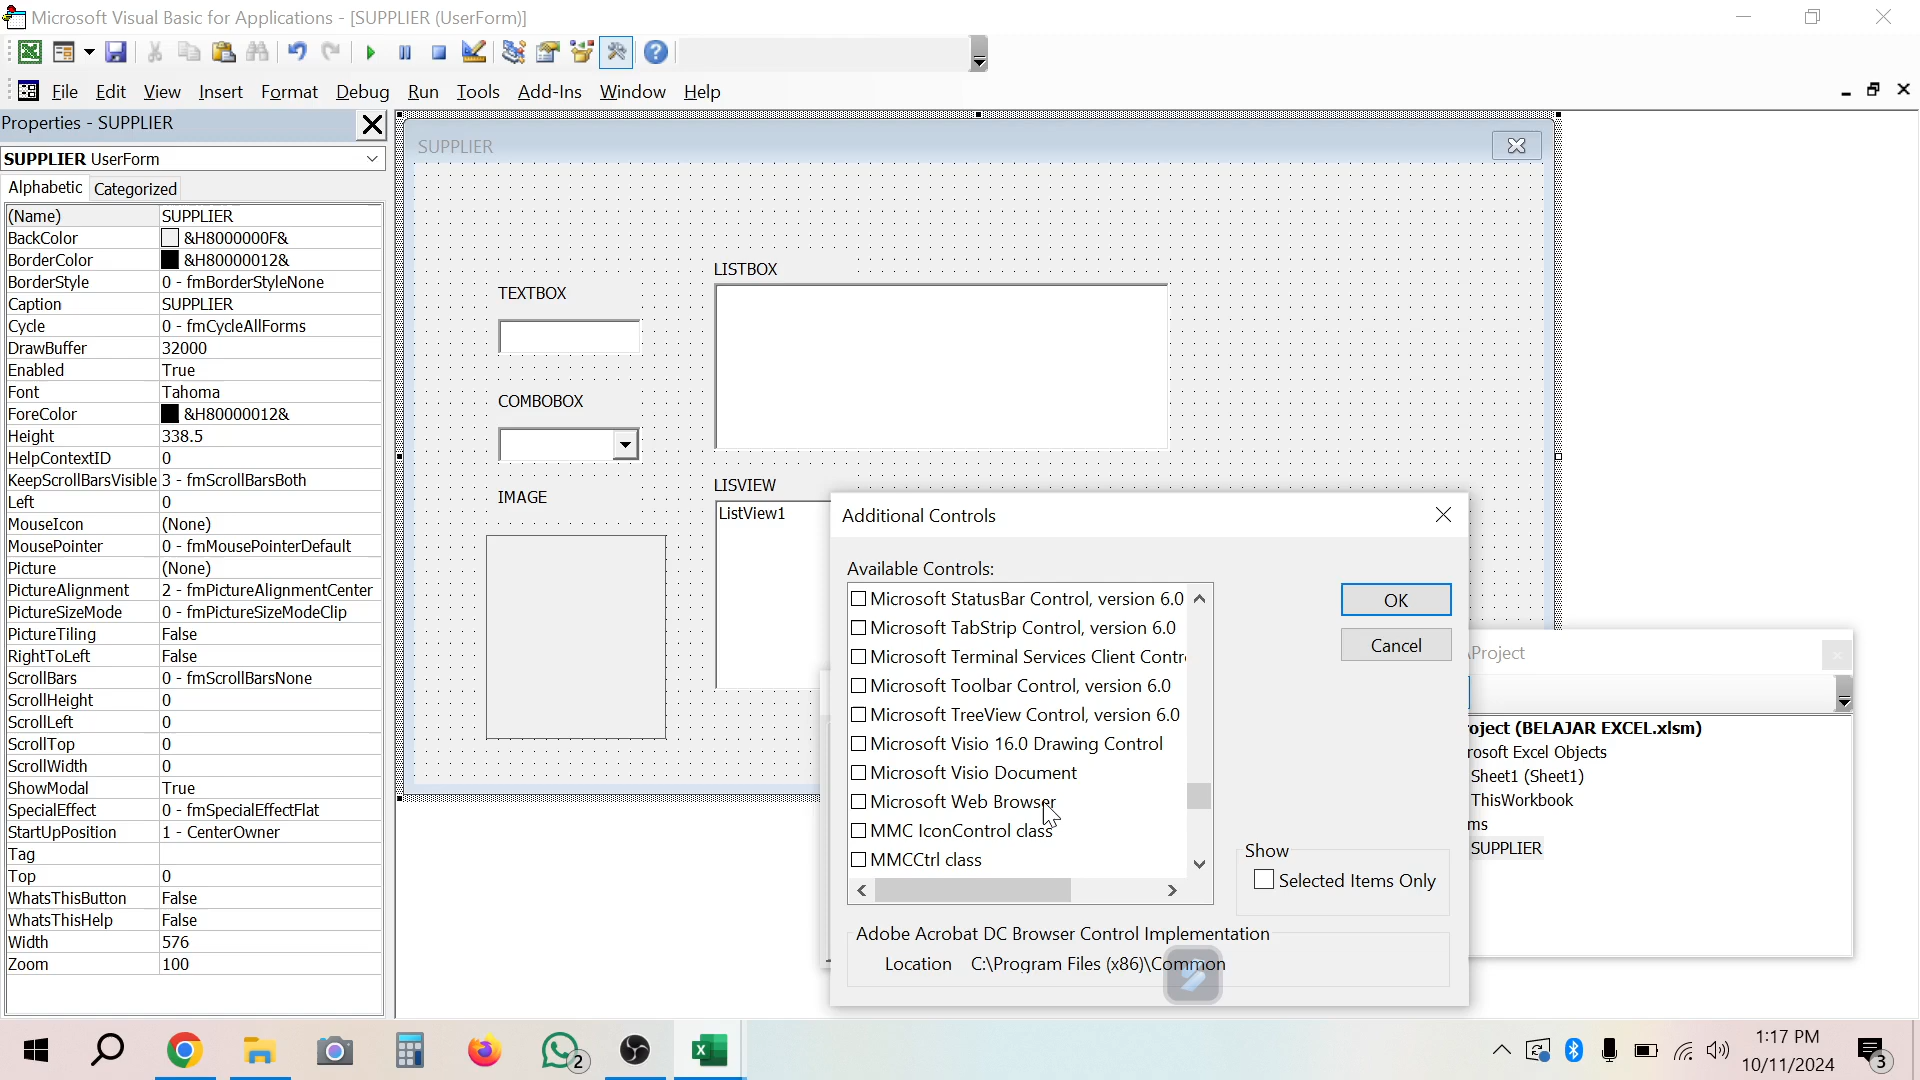 Microsoft Visual Basic for Applications - [SUPPLIER (UserForm)]
File Edit View Insert Format Debug Run Tools Add-Ins Window Help
Properties - SUPPLIER
SUPPLIER UserForm
Alphabetic Categorized
(Name) SUPPLIER
BackColor &H8000000F&
BorderColor &H80000012&
BorderStyle 0 - fmBorderStyleNone
Caption SUPPLIER
Cycle 0 - fmCycleAllForms
DrawBuffer 32000
Enabled True
Font Tahoma
ForeColor &H80000012&
Height 338.5
HelpContextID 0
KeepScrollBarsVisible 3 - fmScrollBarsBoth
Left 0
MouseIcon (None)
MousePointer 0 - fmMousePointerDefault
Picture (None)
PictureAlignment 2 - fmPictureAlignmentCenter
PictureSizeMode 0 - fmPictureSizeModeClip
PictureTiling False
RightToLeft False
ScrollBars 0 - fmScrollBarsNone
ScrollHeight 0
ScrollLeft 0
ScrollTop 0
ScrollWidth 0
ShowModal True
SpecialEffect 0 - fmSpecialEffectFlat
StartUpPosition 1 - CenterOwner
Tag
Top 0
WhatsThisButton False
WhatsThisHelp False
Width 576
Zoom 100
SUPPLIER
TEXTBOX
COMBOBOX
IMAGE
LISTBOX
LISVIEW
ListView1
Additional Controls
Available Controls:
Microsoft StatusBar Control, version 6.0
Microsoft TabStrip Control, version 6.0
Microsoft Terminal Services Client Contr
Microsoft Toolbar Control, version 6.0
Microsoft TreeView Control, version 6.0
Microsoft Visio 16.0 Drawing Control
Microsoft Visio Document
Microsoft Web Browser
MMC IconControl class
MMCCtrl class
OK
Cancel
Show
Selected Items Only
Adobe Acrobat DC Browser Control Implementation
Location C:\Program Files (x86)\Common
Project
oject (BELAJAR EXCEL.xlsm)
rosoft Excel Objects
Sheet1 (Sheet1)
ThisWorkbook
ms
SUPPLIER
2
1:17 PM
10/11/2024
3